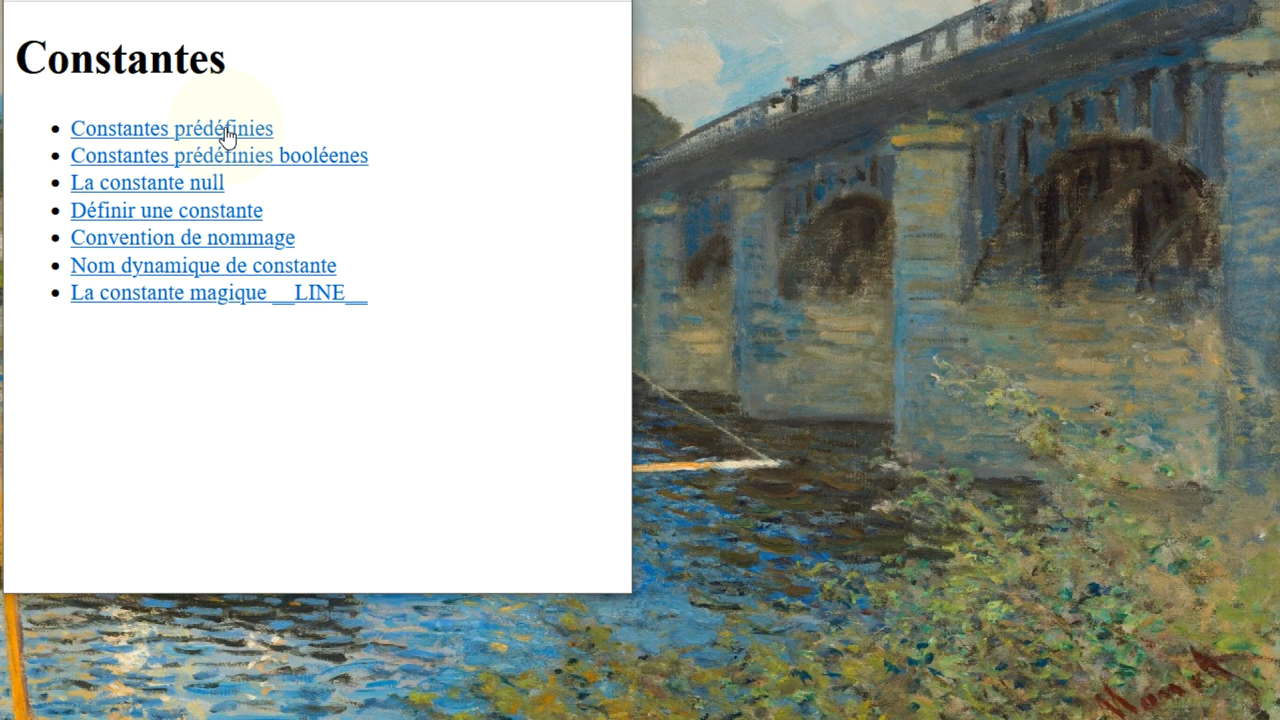 Constantes
Constantes prédéfinies
Constantes prédéfinies booléenes
La constante null
Définir une constante
Convention de nommage
Nom dynamique de constante
La constante magique __LINE__